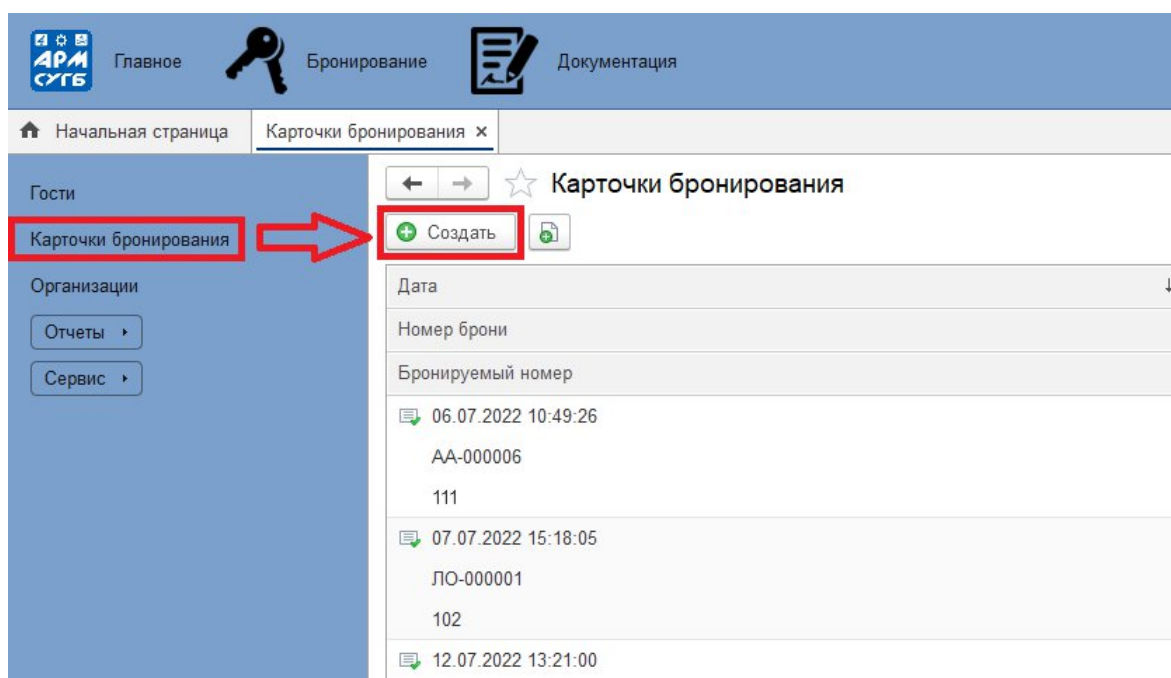 АРМ
СУГБ
Главное
Бронирование
Документация
Начальная страница
Карточки бронирования ×
Гости
Карточки бронирования
Организации
Отчеты
Сервис
Карточки бронирования
Создать
Дата
Номер брони
Бронируемый номер
06.07.2022 10:49:26
АА-000006
111
07.07.2022 15:18:05
ЛО-000001
102
12.07.2022 13:21:00